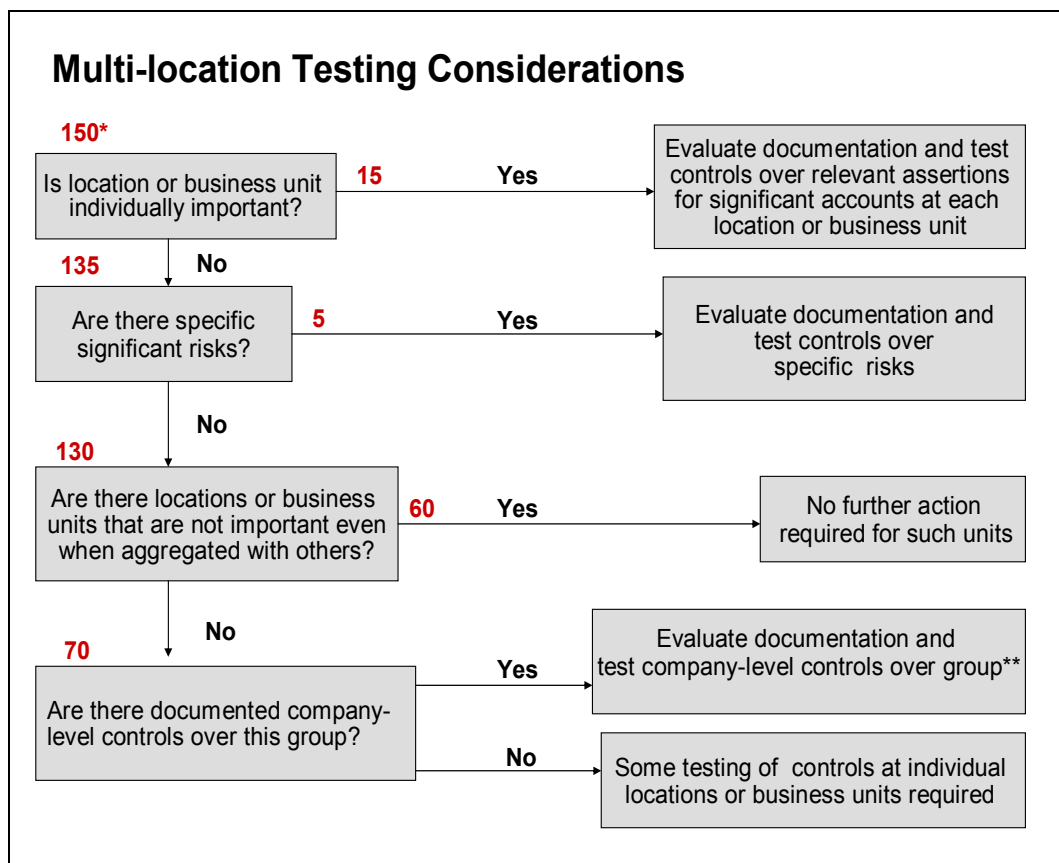 Multi-location Testing Considerations
150*
Is location or business unit
individually important?
15
Yes
Evaluate documentation and test
controls over relevant assertions
for significant accounts at each
location or business unit
No
135
Are there specific
significant risks?
5
Yes
Evaluate documentation and
test controls over
specific risks
No
130
Are there locations or business
units that are not important even
when aggregated with others?
60
Yes
No further action
required for such units
No
70
Are there documented company-
level controls over this group?
Yes
Evaluate documentation and
test company-level controls over group**
No
Some testing of controls at individual
locations or business units required